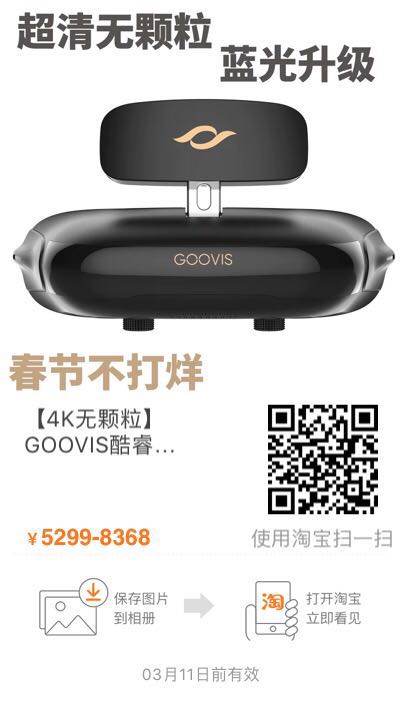 超清无颗粒
蓝光升级
GOOVIS
春节不打烊
【4K无颗粒】
GOOVIS酷睿...
¥5299-8368
使用淘宝扫一扫
保存图片
到相册
淘
打开淘宝
立即看见
03月11日前有效